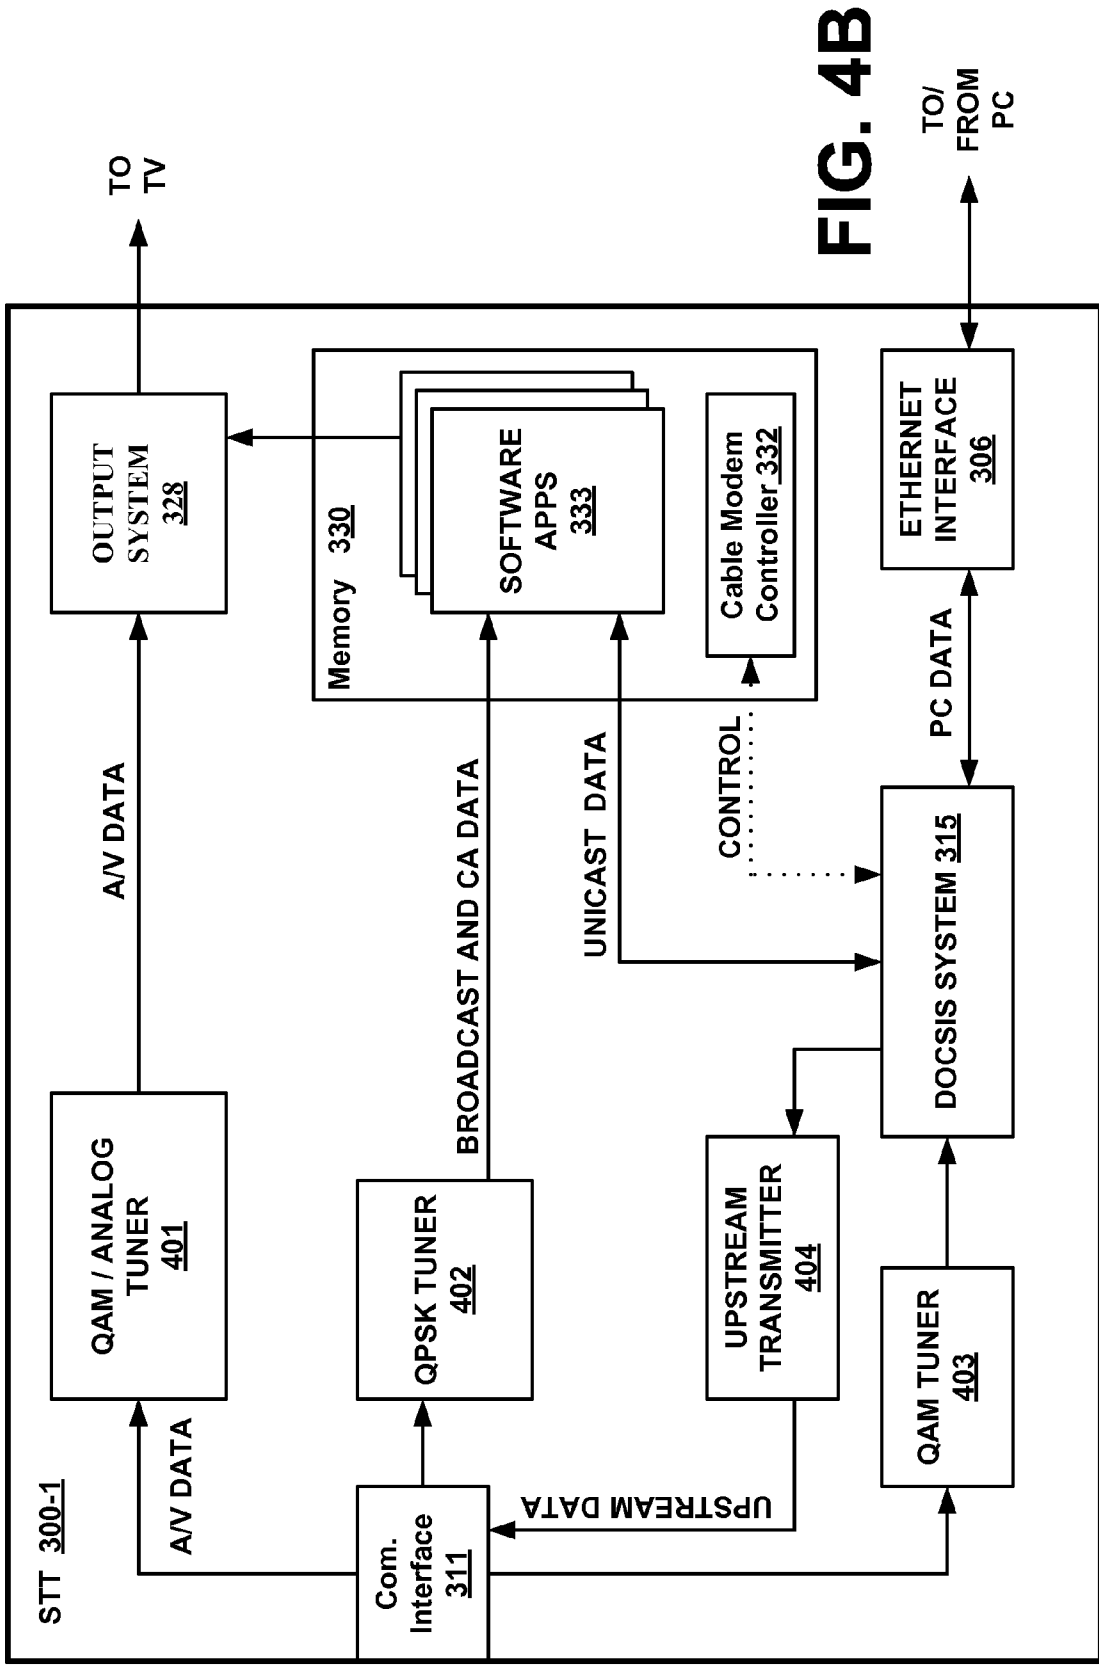 STT 300-1
A/V DATA
QAM / ANALOG
TUNER
401
A/V DATA
OUTPUT
SYSTEM
328
TO
TV
Com.
Interface
311
QPSK TUNER
402
BROADCAST AND CA DATA
Memory 330
SOFTWARE
APPS
333
UNICAST DATA
Cable Modem
Controller 332
CONTROL
UPSTREAM DATA
UPSTREAM
TRANSMITTER
404
QAM TUNER
403
DOCSIS SYSTEM 315
PC DATA
ETHERNET
INTERFACE
306
TO/
FROM
PC
FIG. 4B